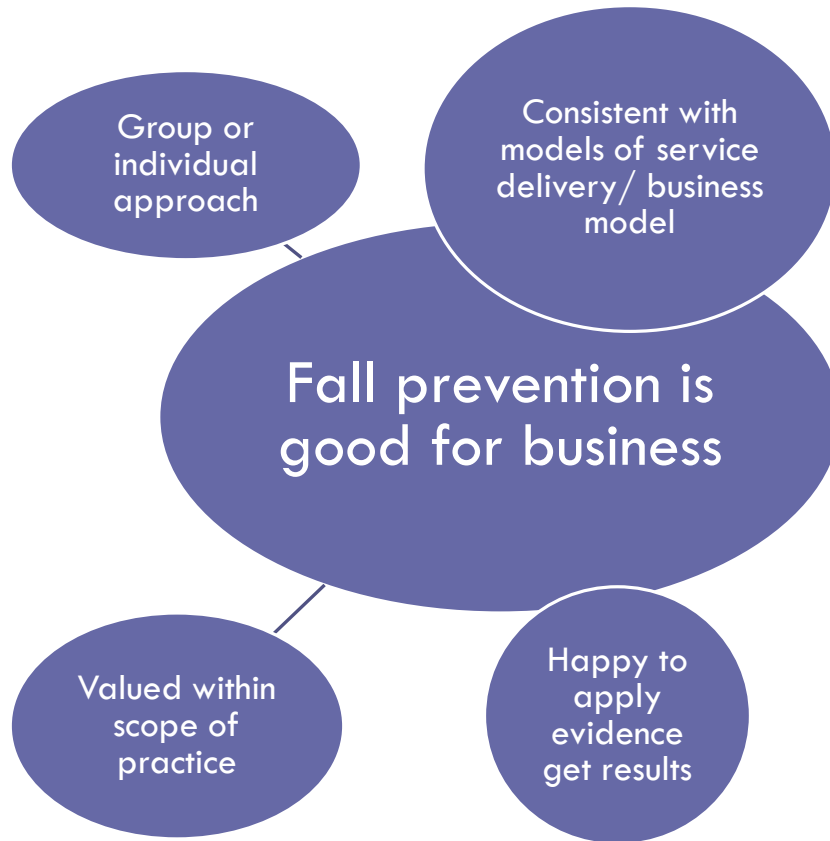 Group or
individual
approach
Consistent with
models of service
delivery/ business
model
Fall prevention is
good for business
Valued within
scope of
practice
Happy to
apply
evidence
get results